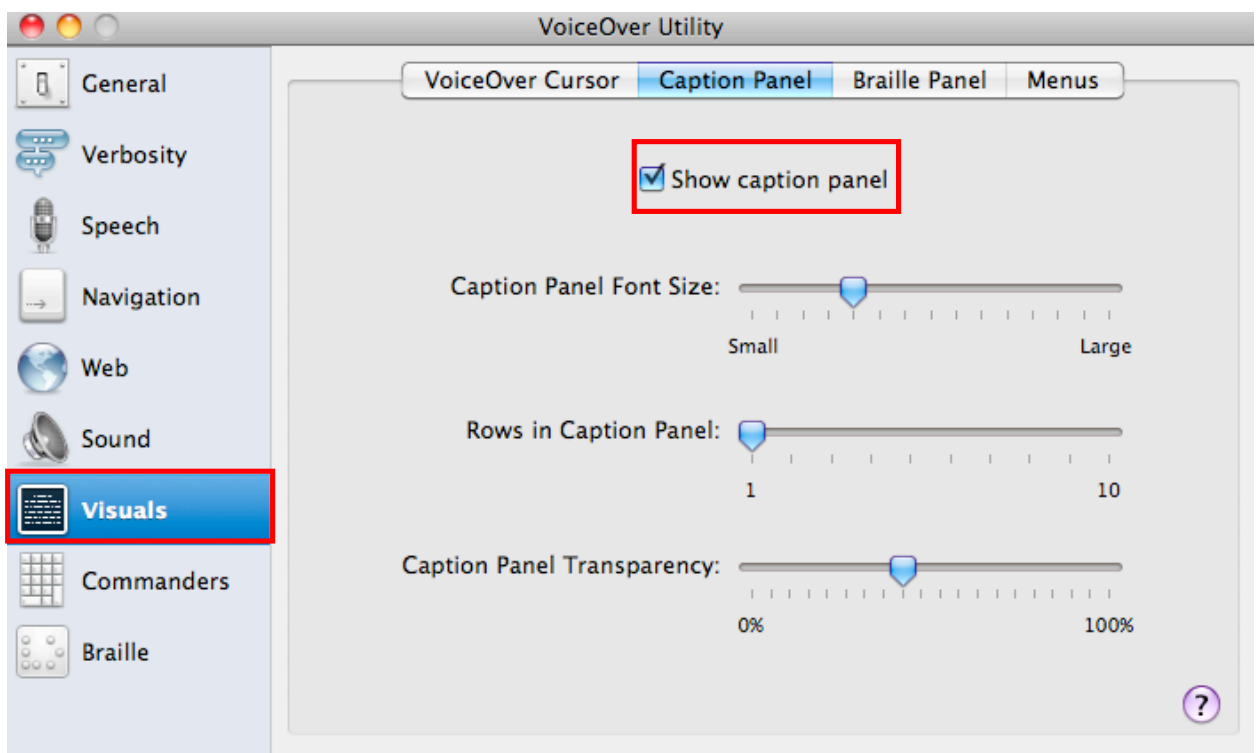 VoiceOver Utility
General
Verbosity
Speech
Navigation
Web
Sound
Visuals
Commanders
Braille
VoiceOver Cursor Caption Panel Braille Panel Menus
Show caption panel
Caption Panel Font Size:
Small Large
Rows in Caption Panel:
1 10
Caption Panel Transparency:
0% 100%
?